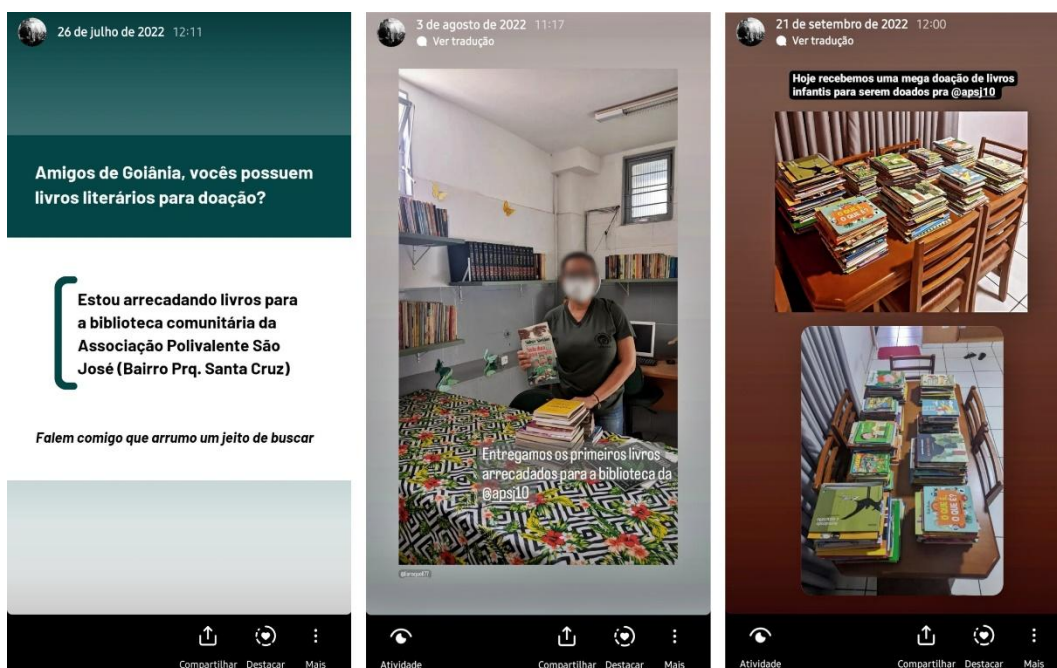 26 de julho de 2022 12:11
Amigos de Goiânia, vocês possuem
livros literários para doação?
Estou arrecadando livros para
a biblioteca comunitária da
Associação Polivalente São
José (Bairro Prq. Santa Cruz)
Falem comigo que arrumo um jeito de buscar
Compartilhar Destacar Mais
3 de agosto de 2022 11:17
Ver tradução
Entregamos os primeiros livros
arrecadados para a biblioteca da
@apsj10
Atividade Compartilhar Destacar Mais
21 de setembro de 2022 12:00
Ver tradução
Hoje recebemos uma mega doação de livros
infantis para serem doados pra @apsj10
O QUE É,
O QUE É?
O QUE É,
O QUE É?
Atividade Compartilhar Destacar Mais